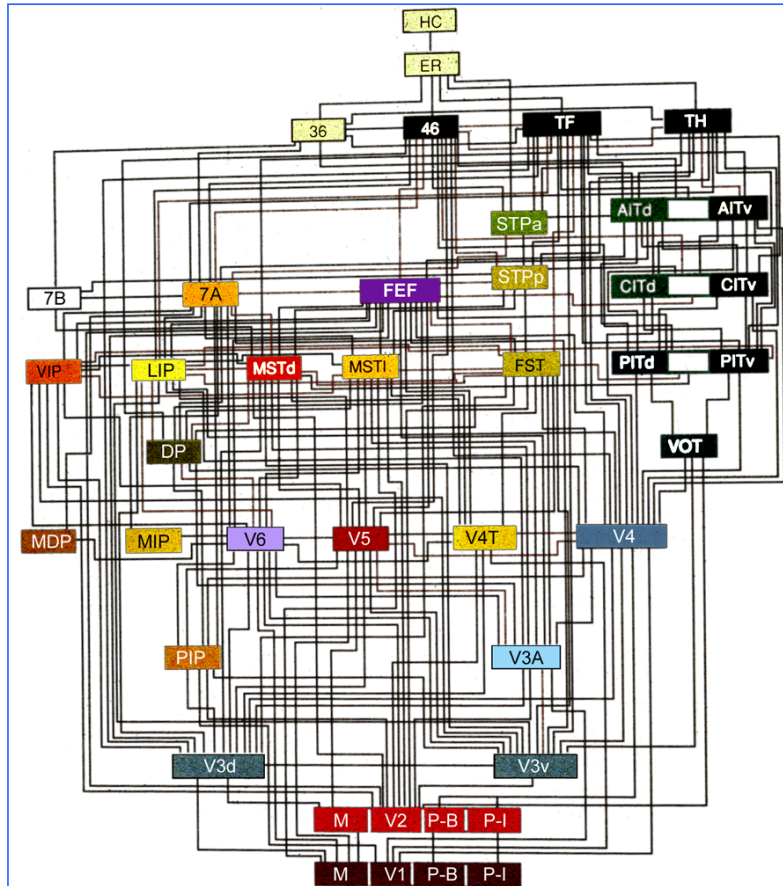 HC
ER
36 46 TF TH
STPa AITd AITv
7B 7A FEF STPp CITd CITv
VIP LIP MSTd MSTl FST PITd PITv
DP VOT
MDP MIP V6 V5 V4T V4
PIP V3A
V3d V3v
M V2 P-B P-I
M V1 P-B P-I